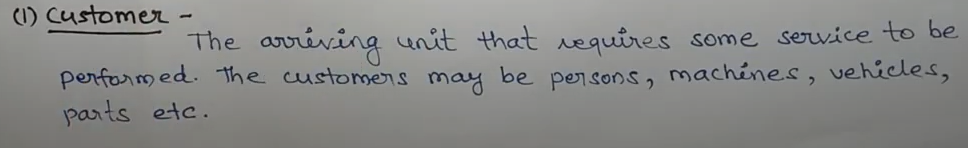 (1) Customer -
The arriving unit that requires some service to be
performed. The customers may be persons, machines, vehicles,
parts etc.